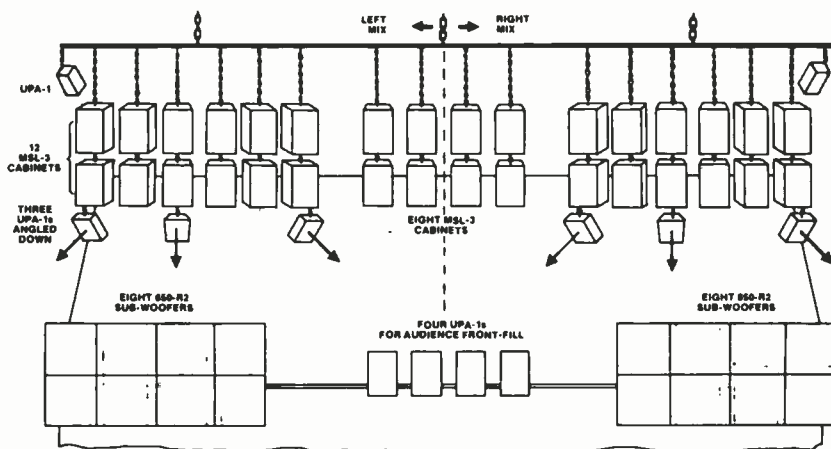 LEFT
MIX
RIGHT
MIX
UPA-1
12
MSL-3
CABINETS
THREE
UPA-1s
ANGLED
DOWN
EIGHT MSL-3
CABINETS
EIGHT 650-R2
SUB-WOOFERS
FOUR UPA-1s
FOR AUDIENCE FRONT-FILL
EIGHT 650-R2
SUB-WOOFERS